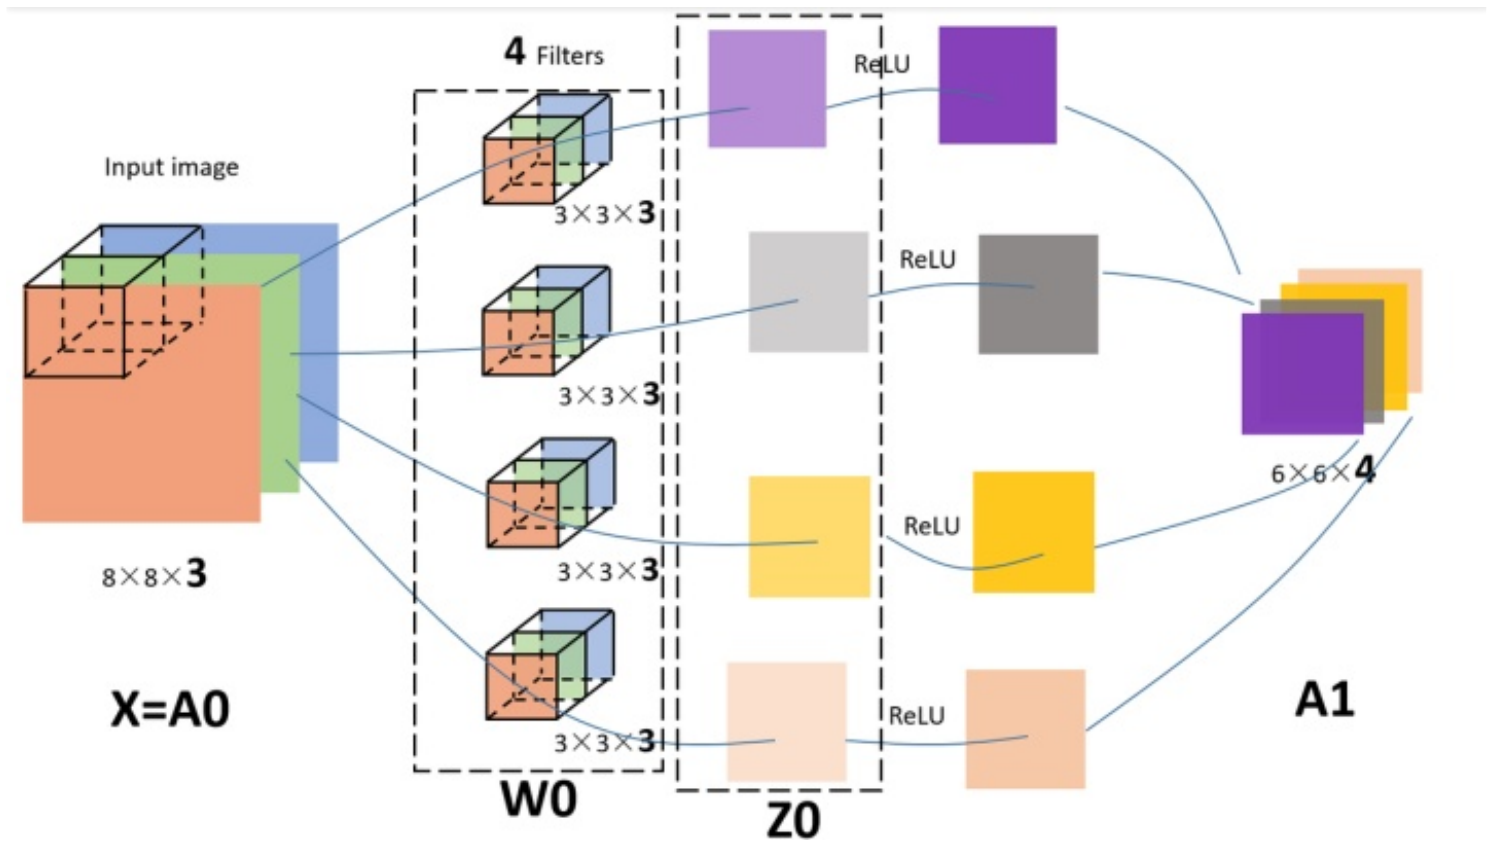 4 Filters
Input image
3×3×3
3×3×3
3×3×3
3×3×3
8×8×3
X=A0
W0
Z0
ReLU
ReLU
ReLU
ReLU
6×6×4
A1